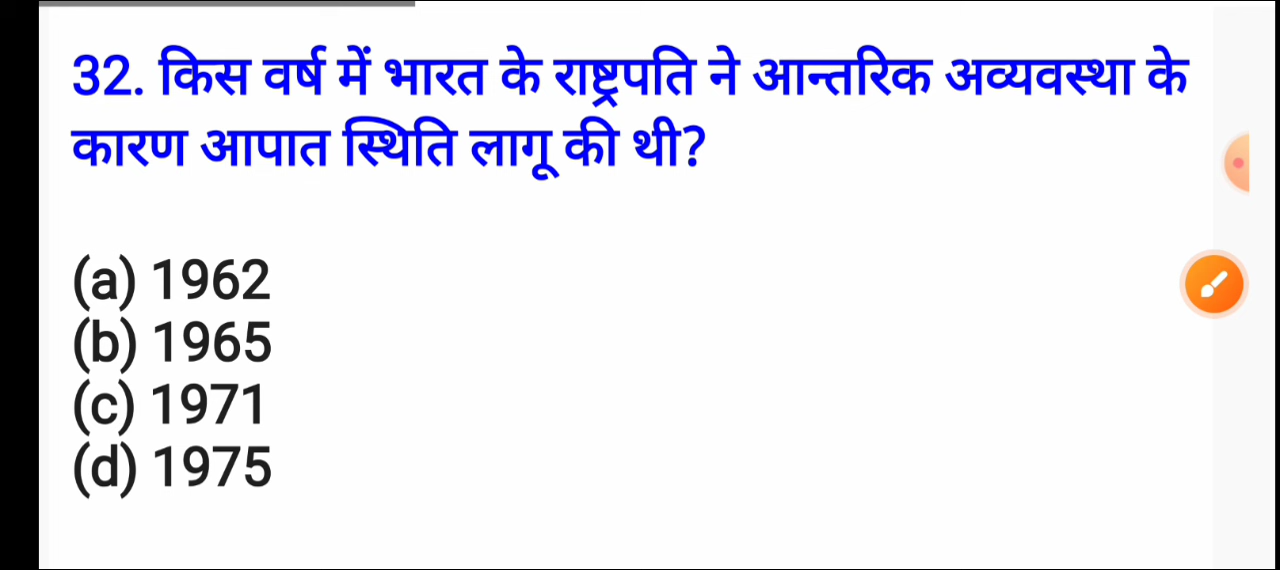 32. किस वर्ष में भारत के राष्ट्रपति ने आन्तरिक अव्यवस्था के
कारण आपात स्थिति लागू की थी?
(a) 1962
(b) 1965
(c) 1971
(d) 1975